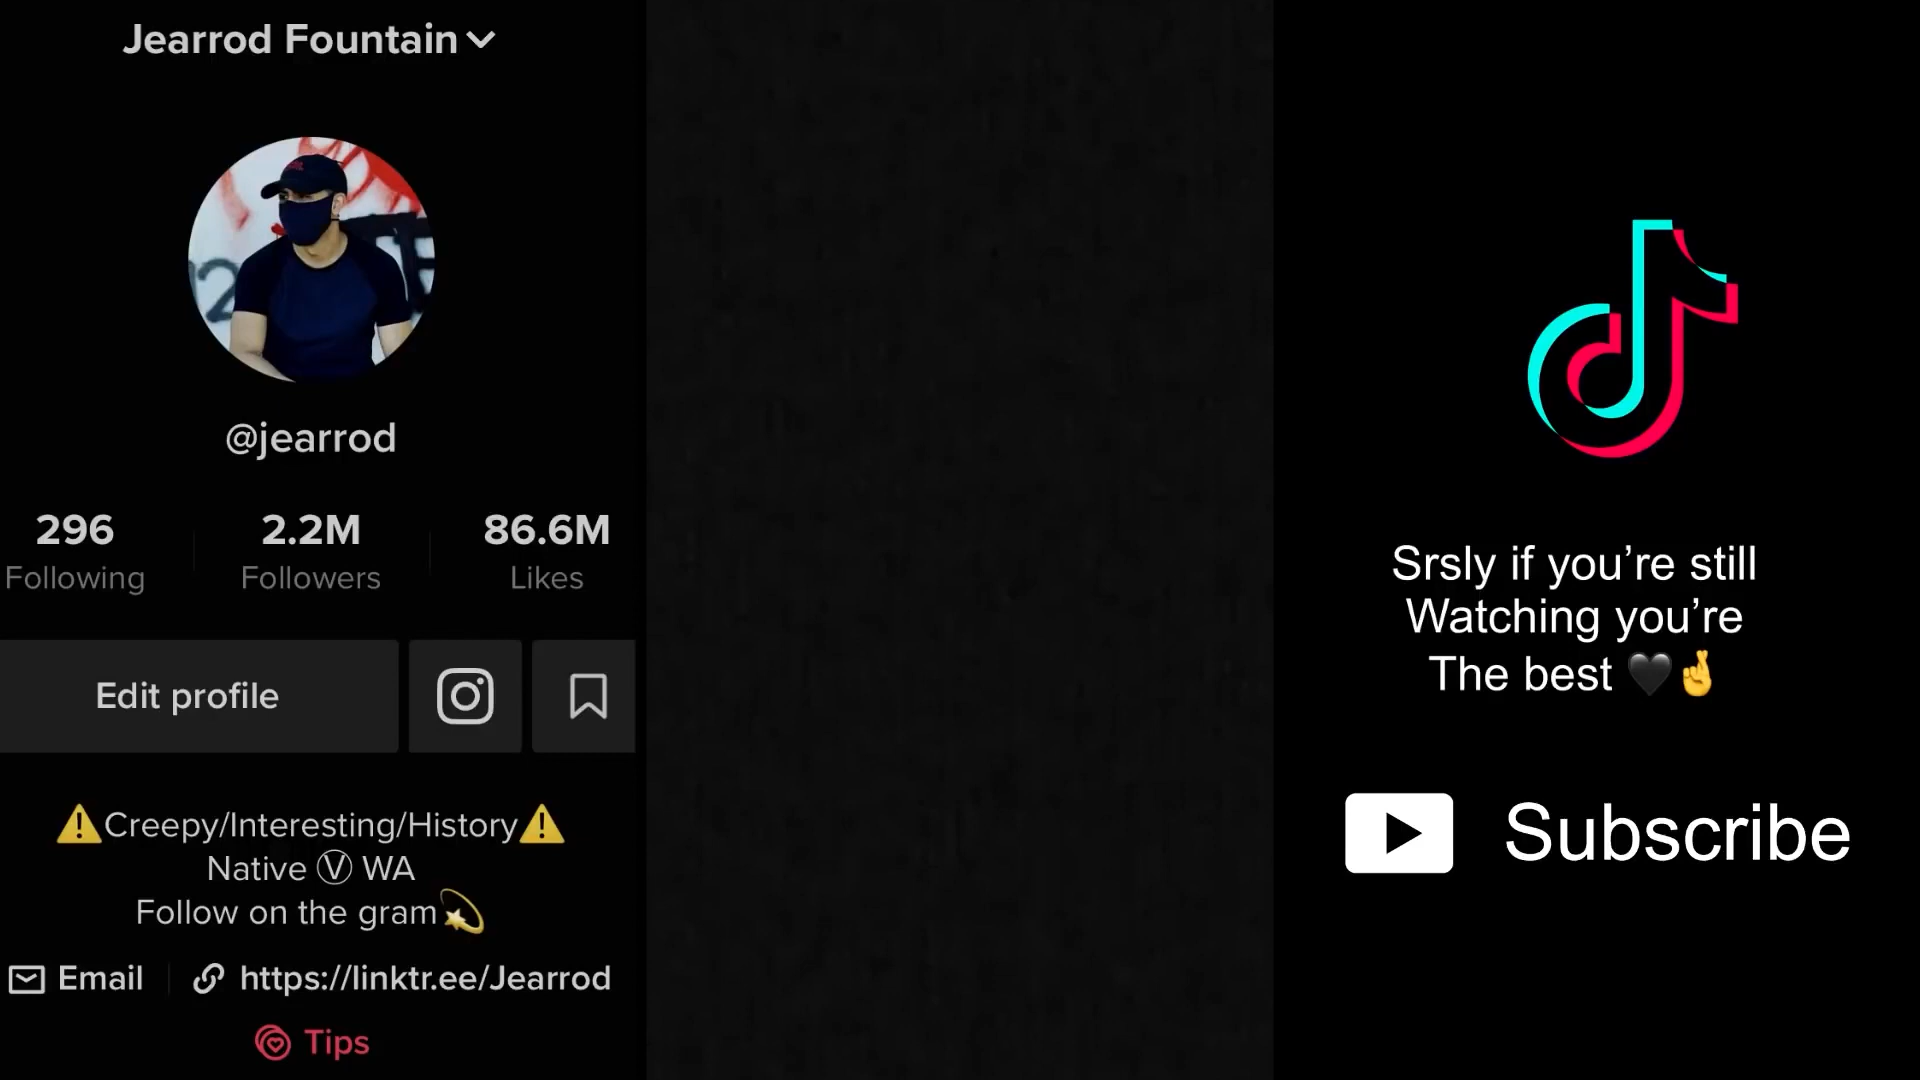 Jearrod Fountain
@jearrod
296 2.2M 86.6M
Following Followers Likes
Edit profile
⚠️Creepy/Interesting/History⚠️
Native Ⓥ WA
Follow on the gram💫
Email https://linktr.ee/Jearrod
Tips
Srsly if you’re still
Watching you’re
The best 🖤🤞
Subscribe